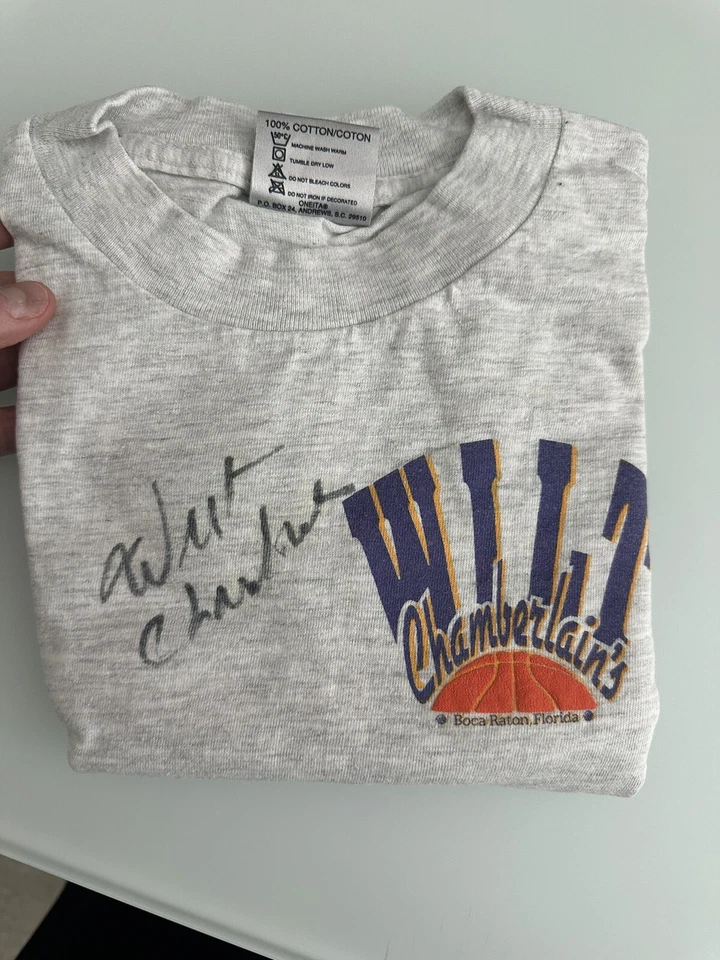 100% COTTON/COTON
50°C
MACHINE WASH WARM
TUMBLE DRY LOW
DO NOT BLEACH COLORS
DO NOT IRON IF DECORATED
ONEITA®
P.O. BOX 24, ANDREWS, S.C. 29510
Wilt
WILT
Chamberlain's
Boca Raton, Florida